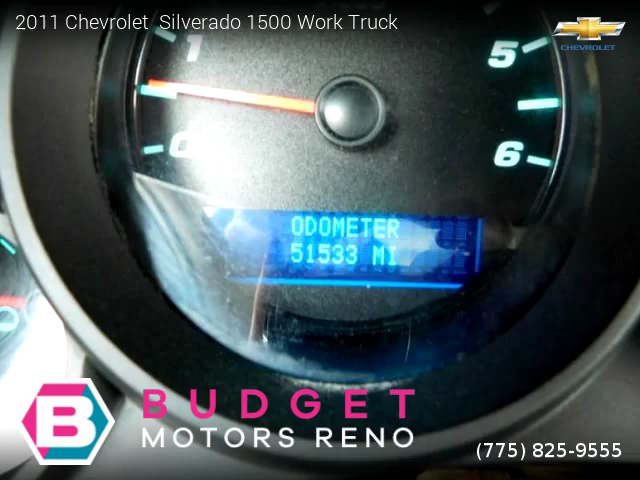 2011 Chevrolet  Silverado 1500 Work Truck
CHEVROLET
1
5
0
6
ODOMETER
51533 MI
B BUDGET
MOTORS RENO
(775) 825-9555